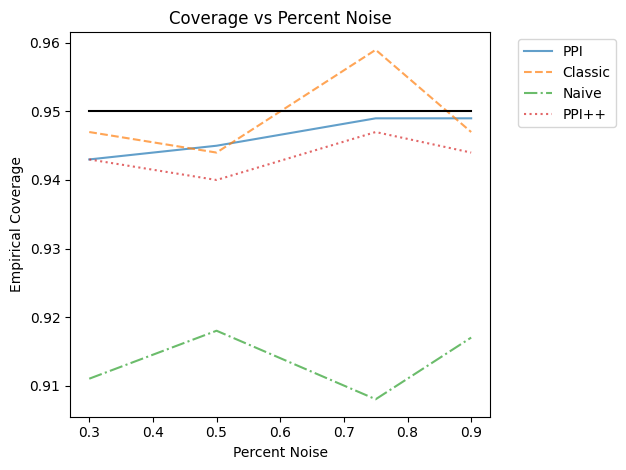 Coverage vs Percent Noise
0.96
0.95
0.94
0.93
0.92
0.91
Empirical Coverage
0.3 0.4 0.5 0.6 0.7 0.8 0.9
Percent Noise
PPI
Classic
Naive
PPI++